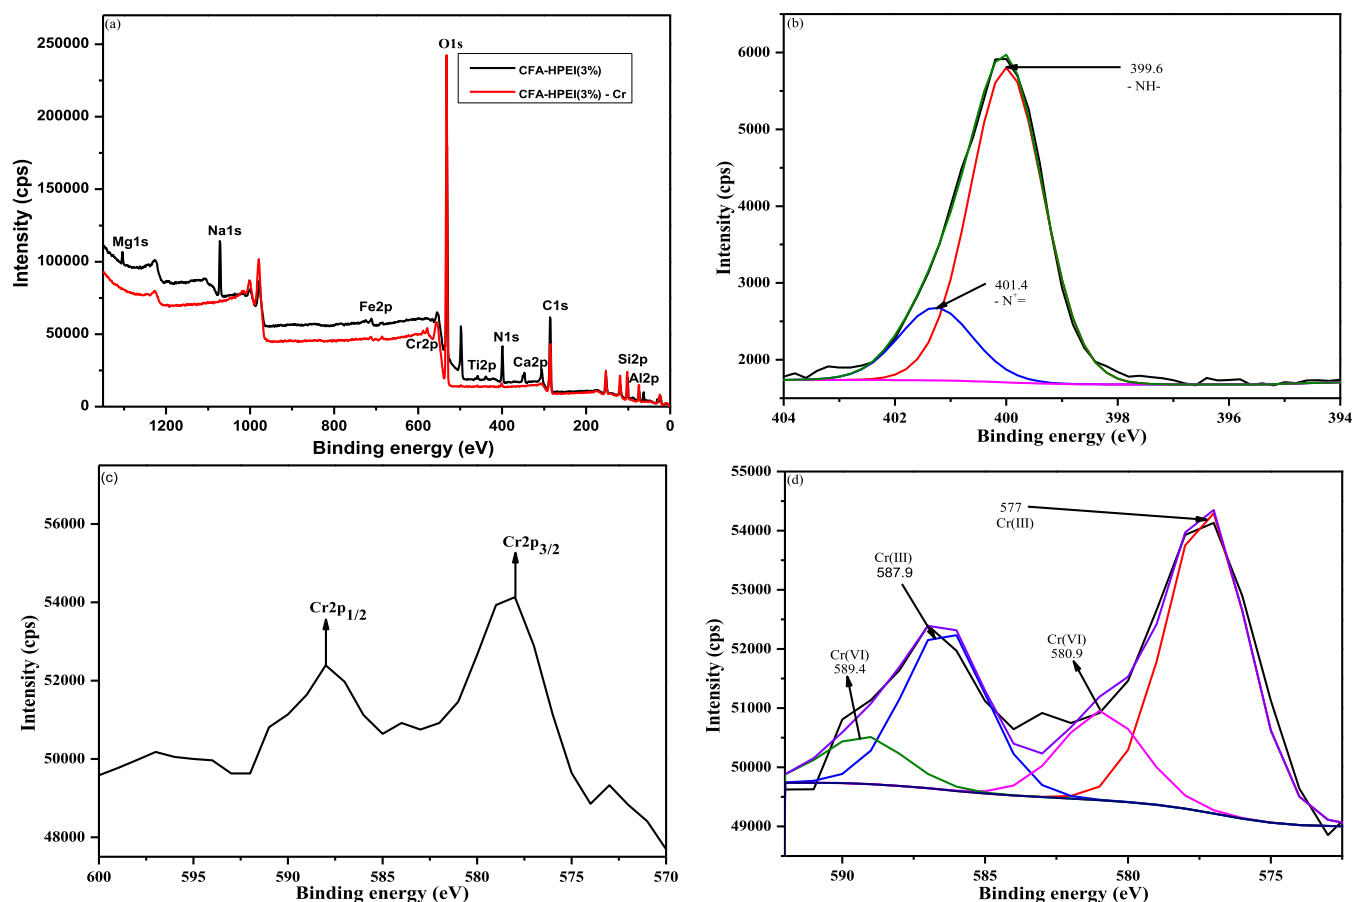 (a)
O1s
CFA-HPEI(3%)
CFA-HPEI(3%) - Cr
Mg1s
Na1s
Fe2p
Cr2p
Ti2p
N1s
Ca2p
C1s
Si2p
Al2p
250000
200000
150000
100000
50000
0
Intensity (cps)
1200 1000 800 600 400 200 0
Binding energy (eV)
(b)
399.6
- NH-
401.4
- N⁺=
6000
4000
2000
Intensity (cps)
404 402 400 398 396 394
Binding energy (eV)
(c)
Cr2p3/2
Cr2p1/2
56000
54000
52000
50000
48000
Intensity (cps)
600 595 590 585 580 575 570
Binding energy (eV)
(d)
577
Cr(III)
Cr(III)
587.9
Cr(VI)
589.4
Cr(VI)
580.9
55000
54000
53000
52000
51000
50000
49000
Intensity (cps)
590 585 580 575
Binding energy (eV)